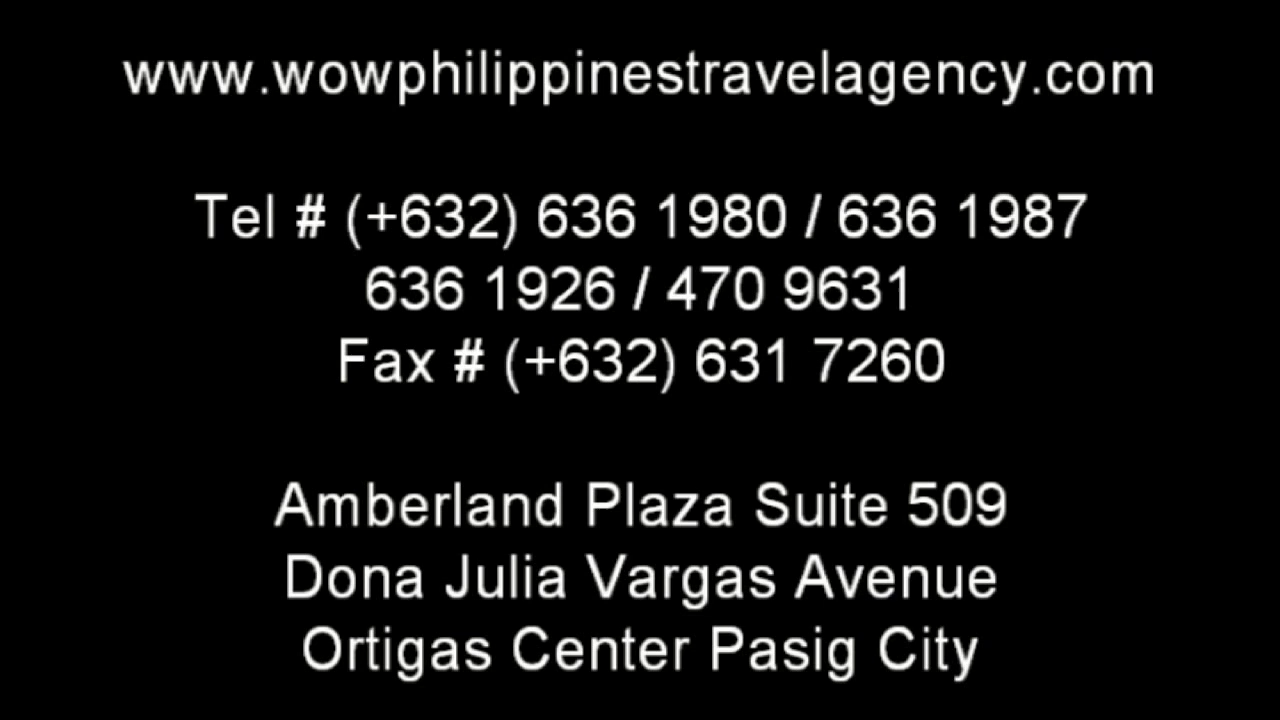 www.wowphilippinestravelagency.com
Tel # (+632) 636 1980 / 636 1987
636 1926 / 470 9631
Fax # (+632) 631 7260
Amberland Plaza Suite 509
Dona Julia Vargas Avenue
Ortigas Center Pasig City